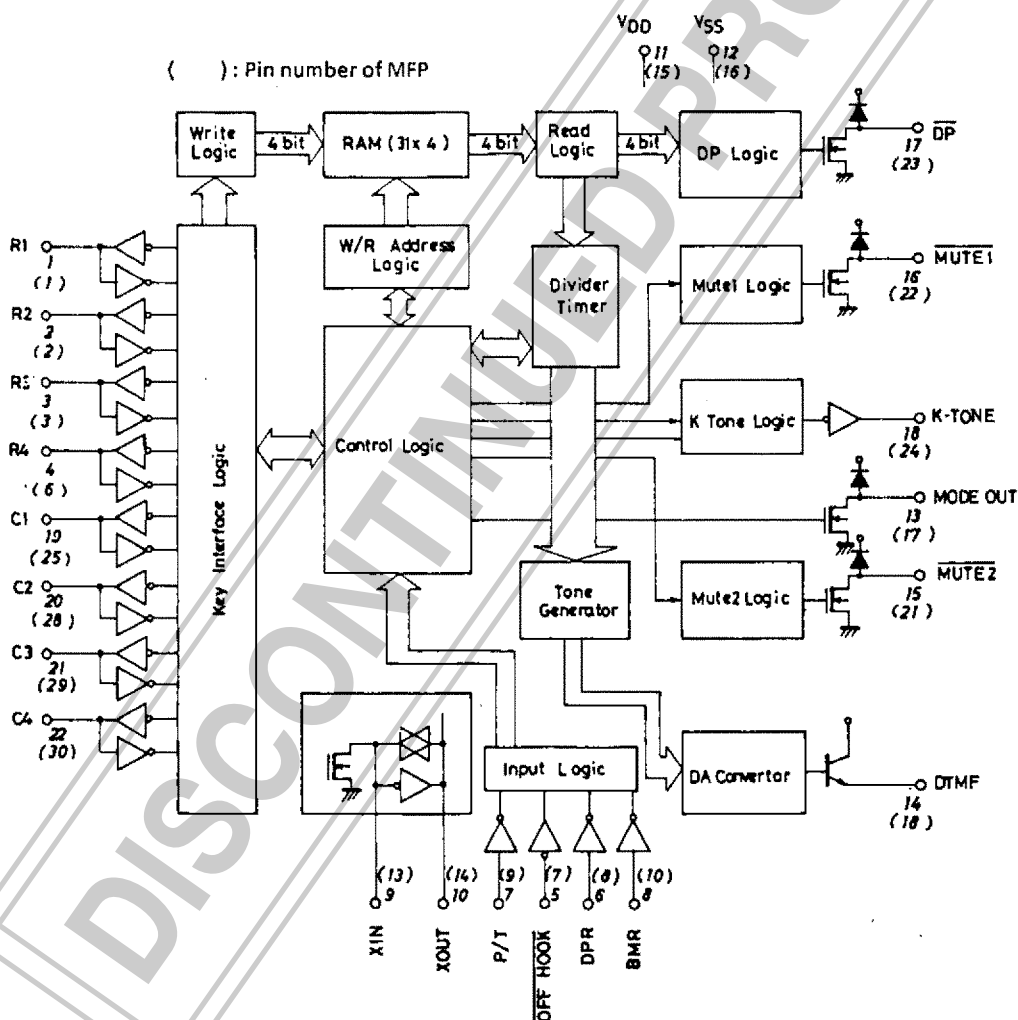 VDD
VSS
11
(15)
12
(16)
( ) : Pin number of MFP
Write Logic
4 bit
RAM (31x 4)
4 bit
Read Logic
4 bit
DP Logic
DP
17
(23)
R1
1
(1)
W/R Address Logic
Divider Timer
Mute1 Logic
MUTE1
16
(22)
R2
2
(2)
R3
3
(3)
Control Logic
K Tone Logic
K-TONE
18
(24)
R4
4
(6)
Key Interface Logic
MODE OUT
13
(17)
C1
19
(25)
C2
20
(28)
Tone Generator
Mute2 Logic
MUTE2
15
(21)
C3
21
(29)
C4
22
(30)
Input Logic
DA Convertor
DTMF
14
(18)
(13)
9
(14)
10
(9)
7
(7)
5
(8)
6
(10)
8
XIN
XOUT
P/T
OFF HOOK
DPR
BMR
DISCONTINUED PRO